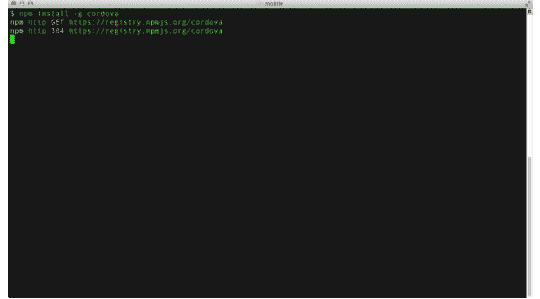 mobile
$ npm install -g cordova
npm http GET https://registry.npmjs.org/cordova
npm http 304 https://registry.npmjs.org/cordova